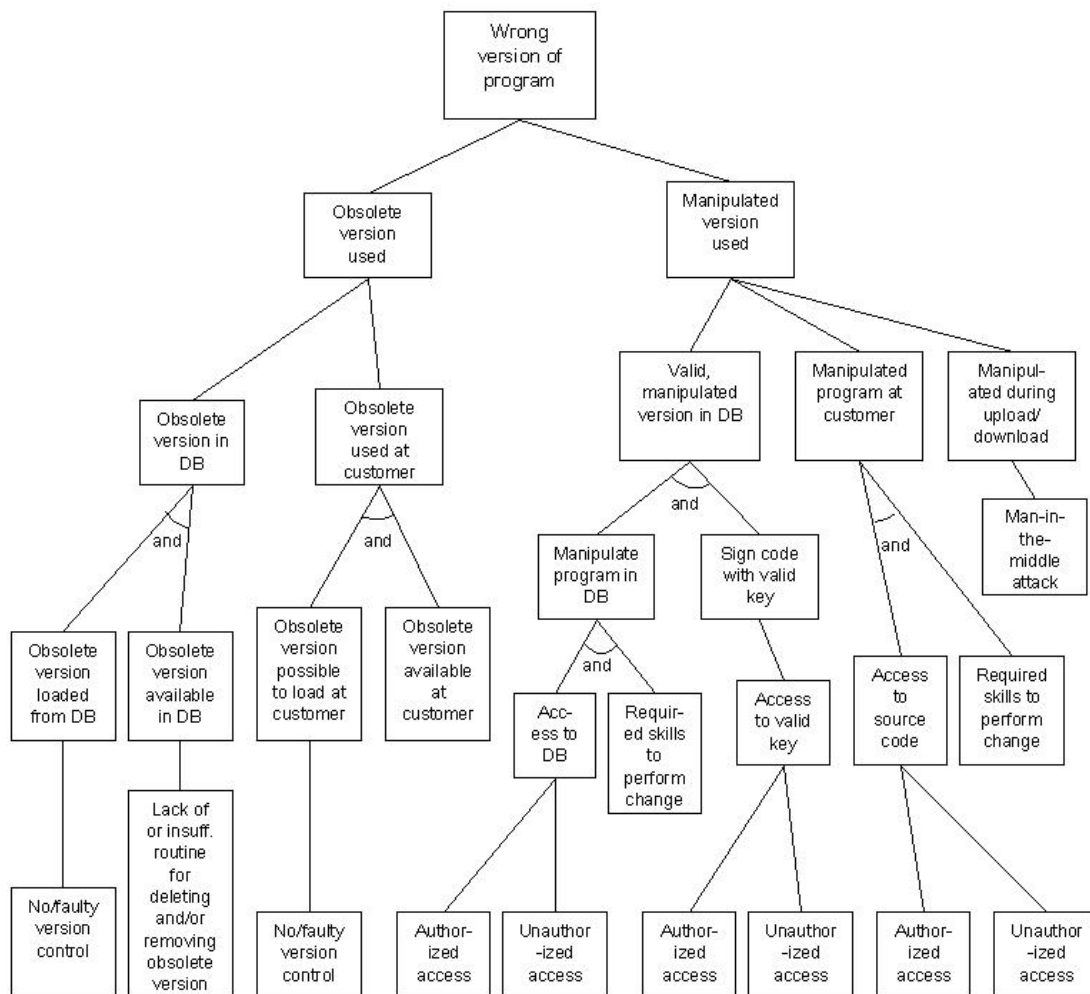 Wrong
version of
program
Obsolete
version
used
Manipulated
version
used
Obsolete
version in
DB
Obsolete
version
used at
customer
Valid,
manipulated
version in DB
Manipulated
program at
customer
Manipul-
ated during
upload/
download
and
and
and
and
Manipulate
program in
DB
Sign code
with valid
key
Man-in-
the-
middle
attack
Obsolete
version
loaded
from DB
Obsolete
version
available
in DB
Obsolete
version
possible
to load at
customer
Obsolete
version
available at
customer
and
Acc-
ess to
DB
Requir-
ed skills
to
perform
change
Access
to valid
key
Access
to
source
code
Required
skills to
perform
change
No/faulty
version
control
Lack of
or insuff.
routine
for
deleting
and/or
removing
obsolete
version
No/faulty
version
control
Author-
ized
access
Unauthor
-ized
access
Author-
ized
access
Unauthor
-ized
access
Author-
ized
access
Unauthor
-ized
access